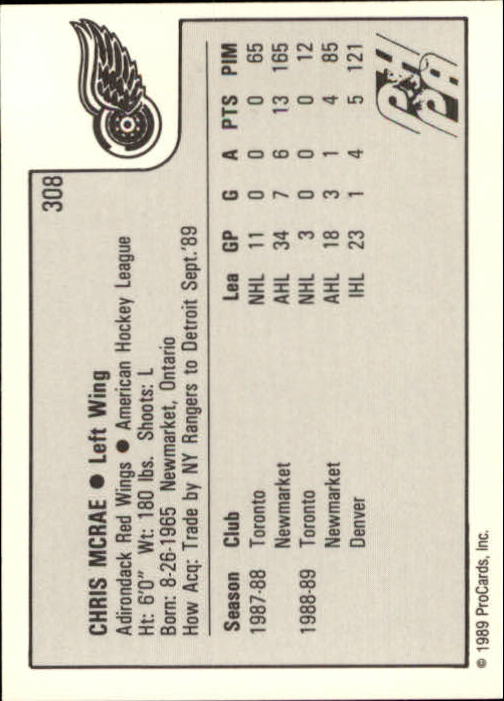 308
CHRIS MCRAE ● Left Wing
Adirondack Red Wings ● American Hockey League
Ht: 6'0" Wt: 180 lbs. Shoots: L
Born: 8-26-1965 Newmarket, Ontario
How Acq: Trade by NY Rangers to Detroit Sept.'89
Season Club Lea GP G A PTS PIM
1987-88 Toronto NHL 11 0 0 0 65
Newmarket AHL 34 7 6 13 165
1988-89 Toronto NHL 3 0 0 0 12
Newmarket AHL 18 3 1 4 85
Denver IHL 23 1 4 5 121
© 1989 ProCards, Inc.